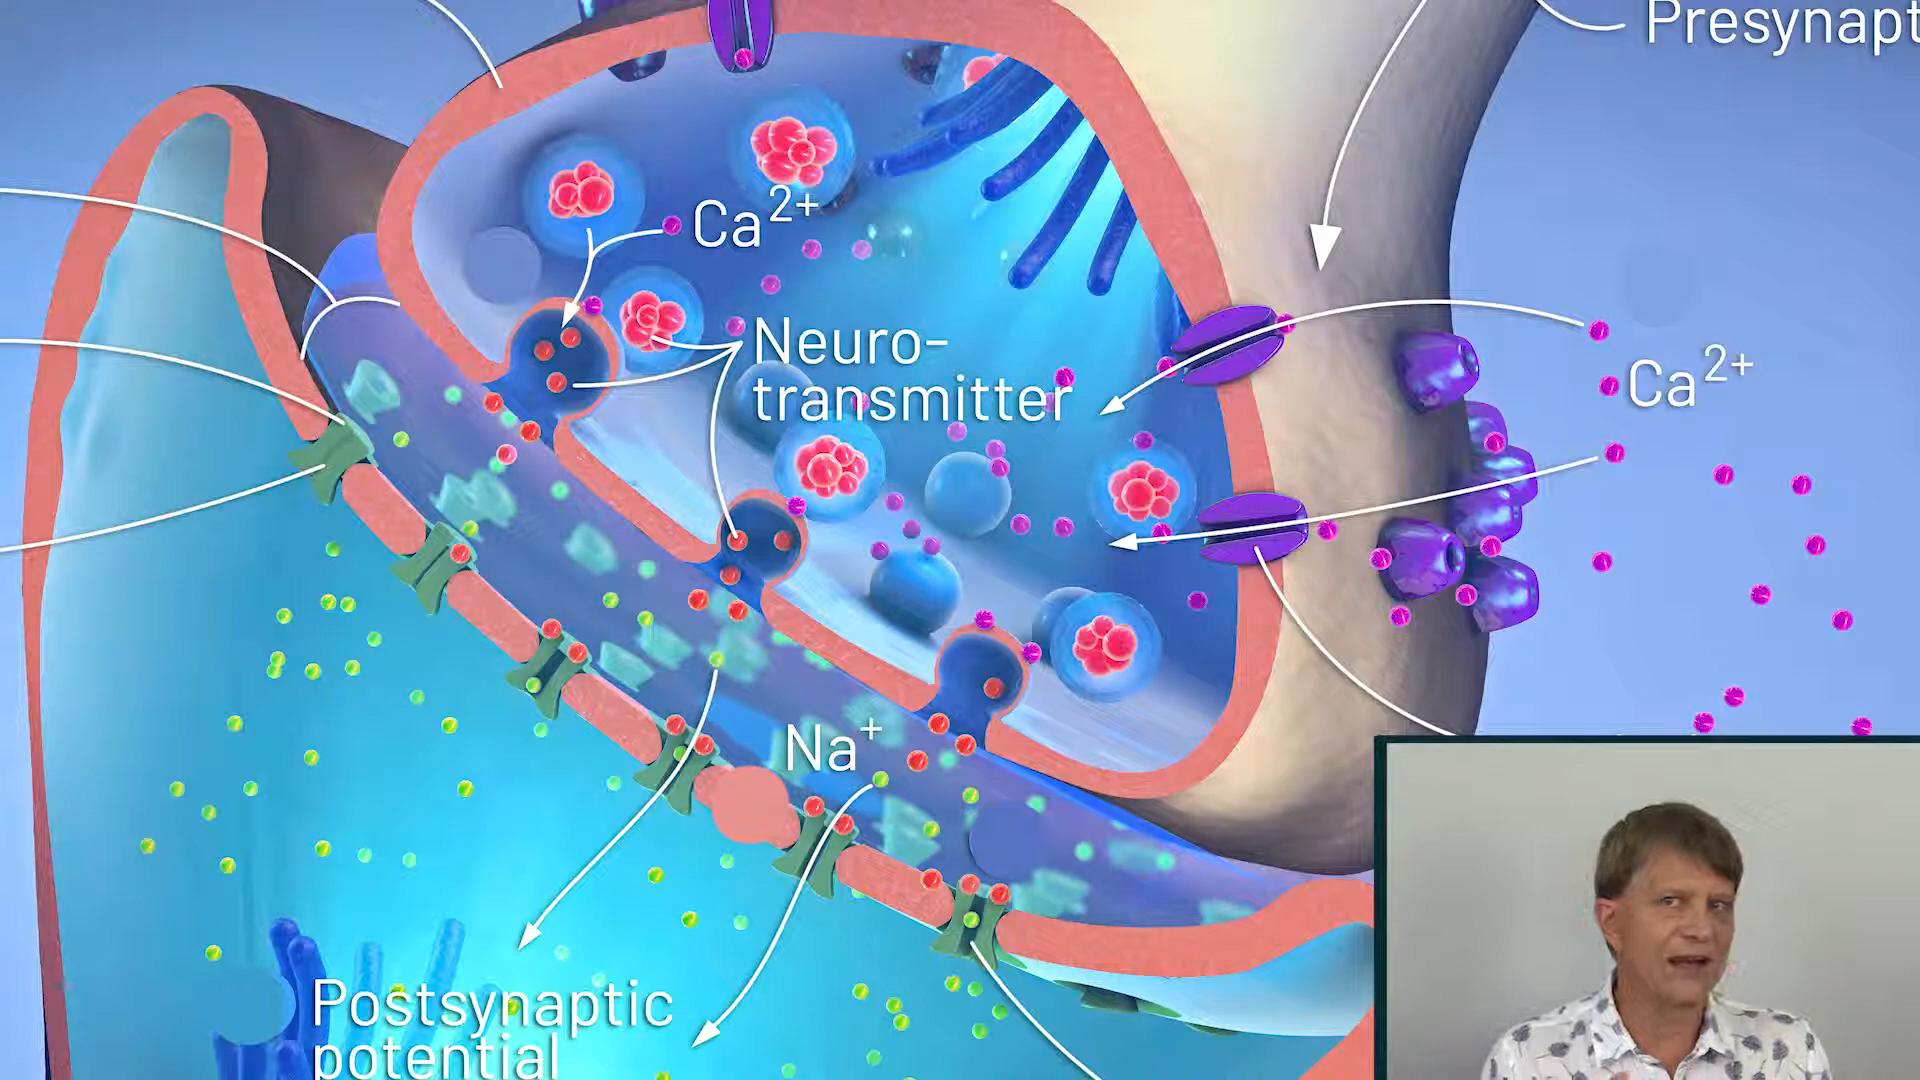 Presynapt
Ca2+
Neuro-
transmitter
Ca2+
Na+
Postsynaptic
potential